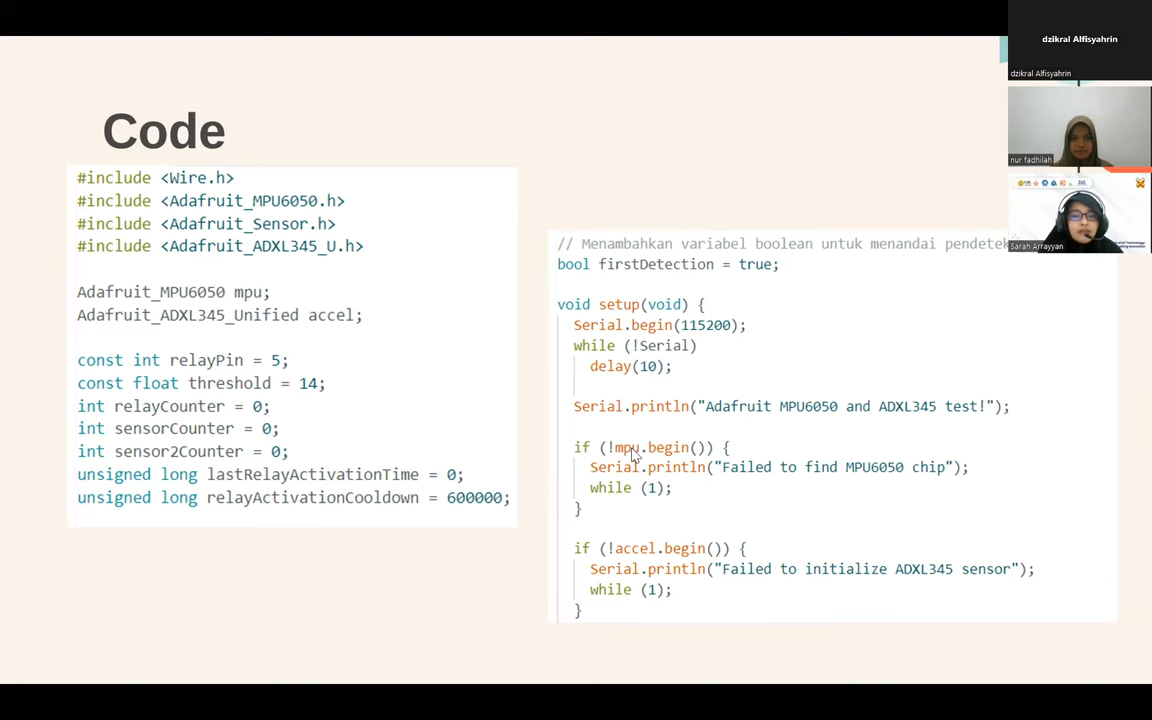 Code
#include <Wire.h>
#include <Adafruit_MPU6050.h>
#include <Adafruit_Sensor.h>
#include <Adafruit_ADXL345_U.h>
Adafruit_MPU6050 mpu;
Adafruit_ADXL345_Unified accel;
const int relayPin = 5;
const float threshold = 14;
int relayCounter = 0;
int sensorCounter = 0;
int sensor2Counter = 0;
unsigned long lastRelayActivationTime = 0;
unsigned long relayActivationCooldown = 600000;
// Menambahkan variabel boolean untuk menandai pendetek
bool firstDetection = true;
void setup(void) {
Serial.begin(115200);
while (!Serial)
delay(10);
Serial.println("Adafruit MPU6050 and ADXL345 test!");
if (!mpu.begin()) {
Serial.println("Failed to find MPU6050 chip");
while (1);
}
if (!accel.begin()) {
Serial.println("Failed to initialize ADXL345 sensor");
while (1);
}
dzikral Alfisyahrin
dzikral Alfisyahrin
nur fadhilah
Sarah Arrayyan